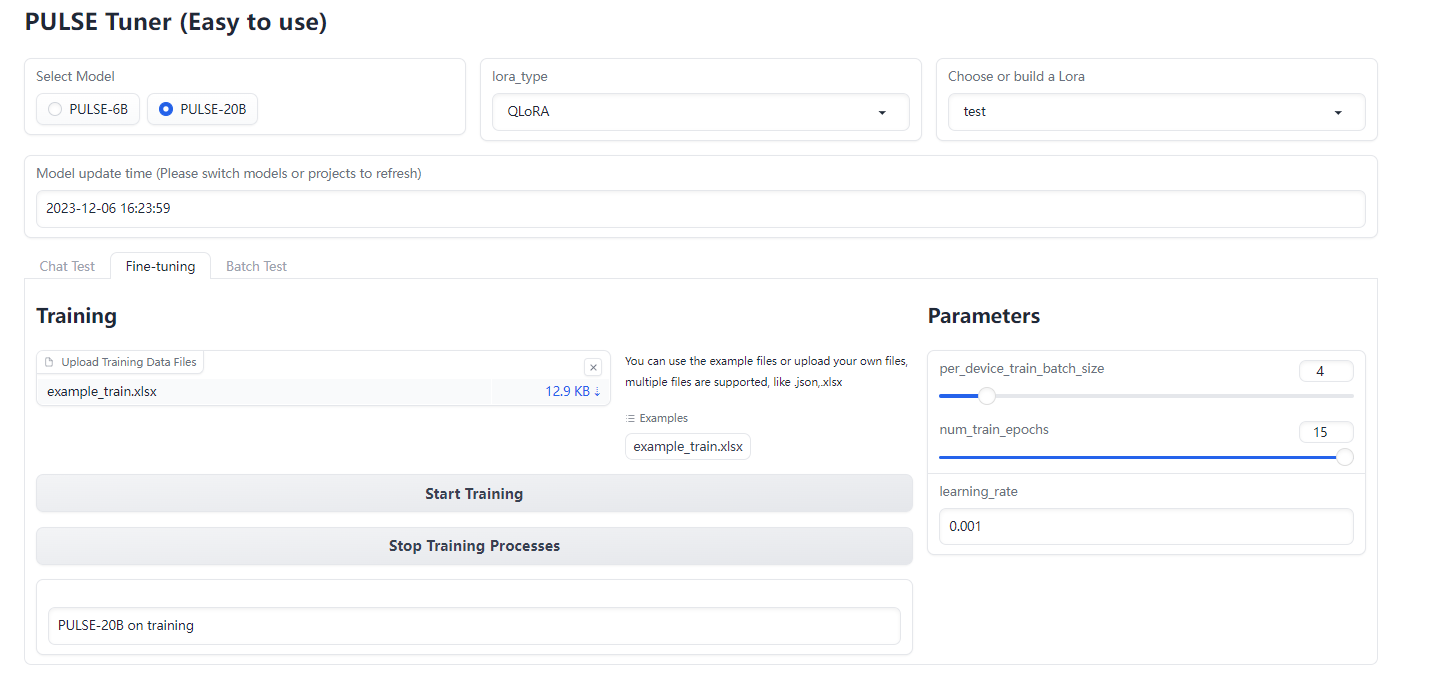 PULSE Tuner (Easy to use)
Select Model
PULSE-6B
PULSE-20B
lora_type
QLoRA
Choose or build a Lora
test
Model update time (Please switch models or projects to refresh)
2023-12-06 16:23:59
Chat Test
Fine-tuning
Batch Test
Training
Upload Training Data Files
example_train.xlsx
12.9 KB ↓
You can use the example files or upload your own files,
multiple files are supported, like .json,.xlsx
Examples
example_train.xlsx
Start Training
Stop Training Processes
PULSE-20B on training
Parameters
per_device_train_batch_size
4
num_train_epochs
15
learning_rate
0.001